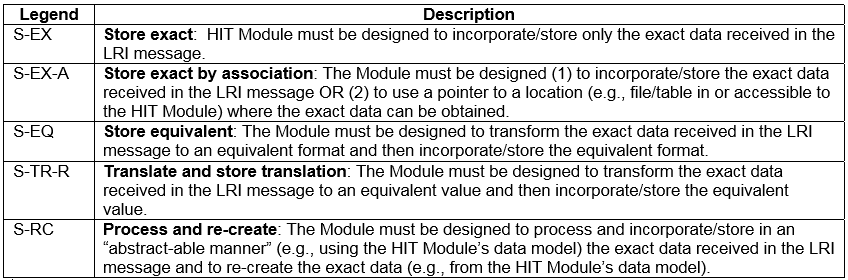 Legend Description
S-EX Store exact:  HIT Module must be designed to incorporate/store only the exact data received in the
LRI message.
S-EX-A Store exact by association: The Module must be designed (1) to incorporate/store the exact data
received in the LRI message OR (2) to use a pointer to a location (e.g., file/table in or accessible to
the HIT Module) where the exact data can be obtained.
S-EQ Store equivalent: The Module must be designed to transform the exact data received in the LRI
message to an equivalent format and then incorporate/store the equivalent format.
S-TR-R Translate and store translation: The Module must be designed to transform the exact data
received in the LRI message to an equivalent value and then incorporate/store the equivalent
value.
S-RC Process and re-create: The Module must be designed to process and incorporate/store in an
“abstract-able manner” (e.g., using the HIT Module’s data model) the exact data received in the LRI
message and to re-create the exact data (e.g., from the HIT Module’s data model).